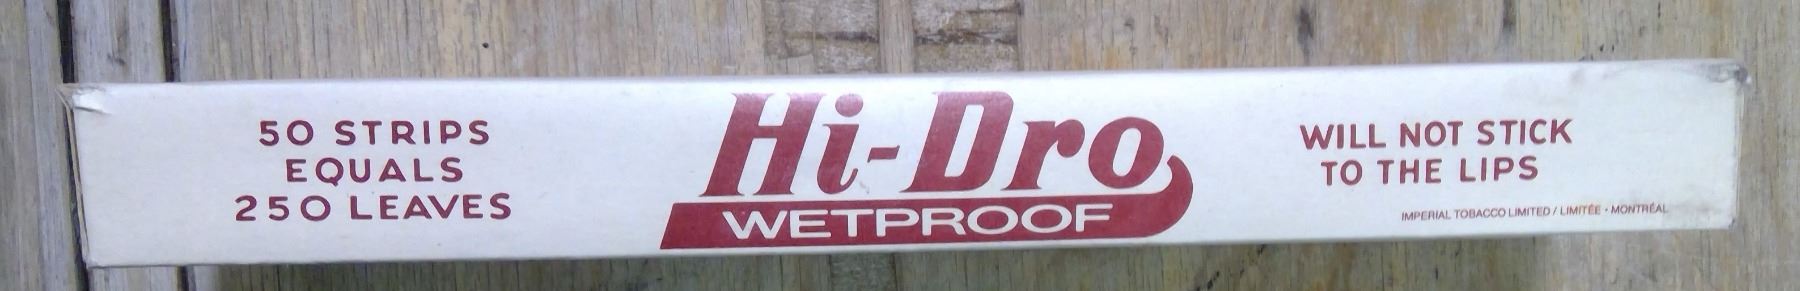 50 STRIPS
EQUALS
250 LEAVES
Hi-Dro
WETPROOF
WILL NOT STICK
TO THE LIPS
IMPERIAL TOBACCO LIMITED / LIMITÉE • MONTRÉAL